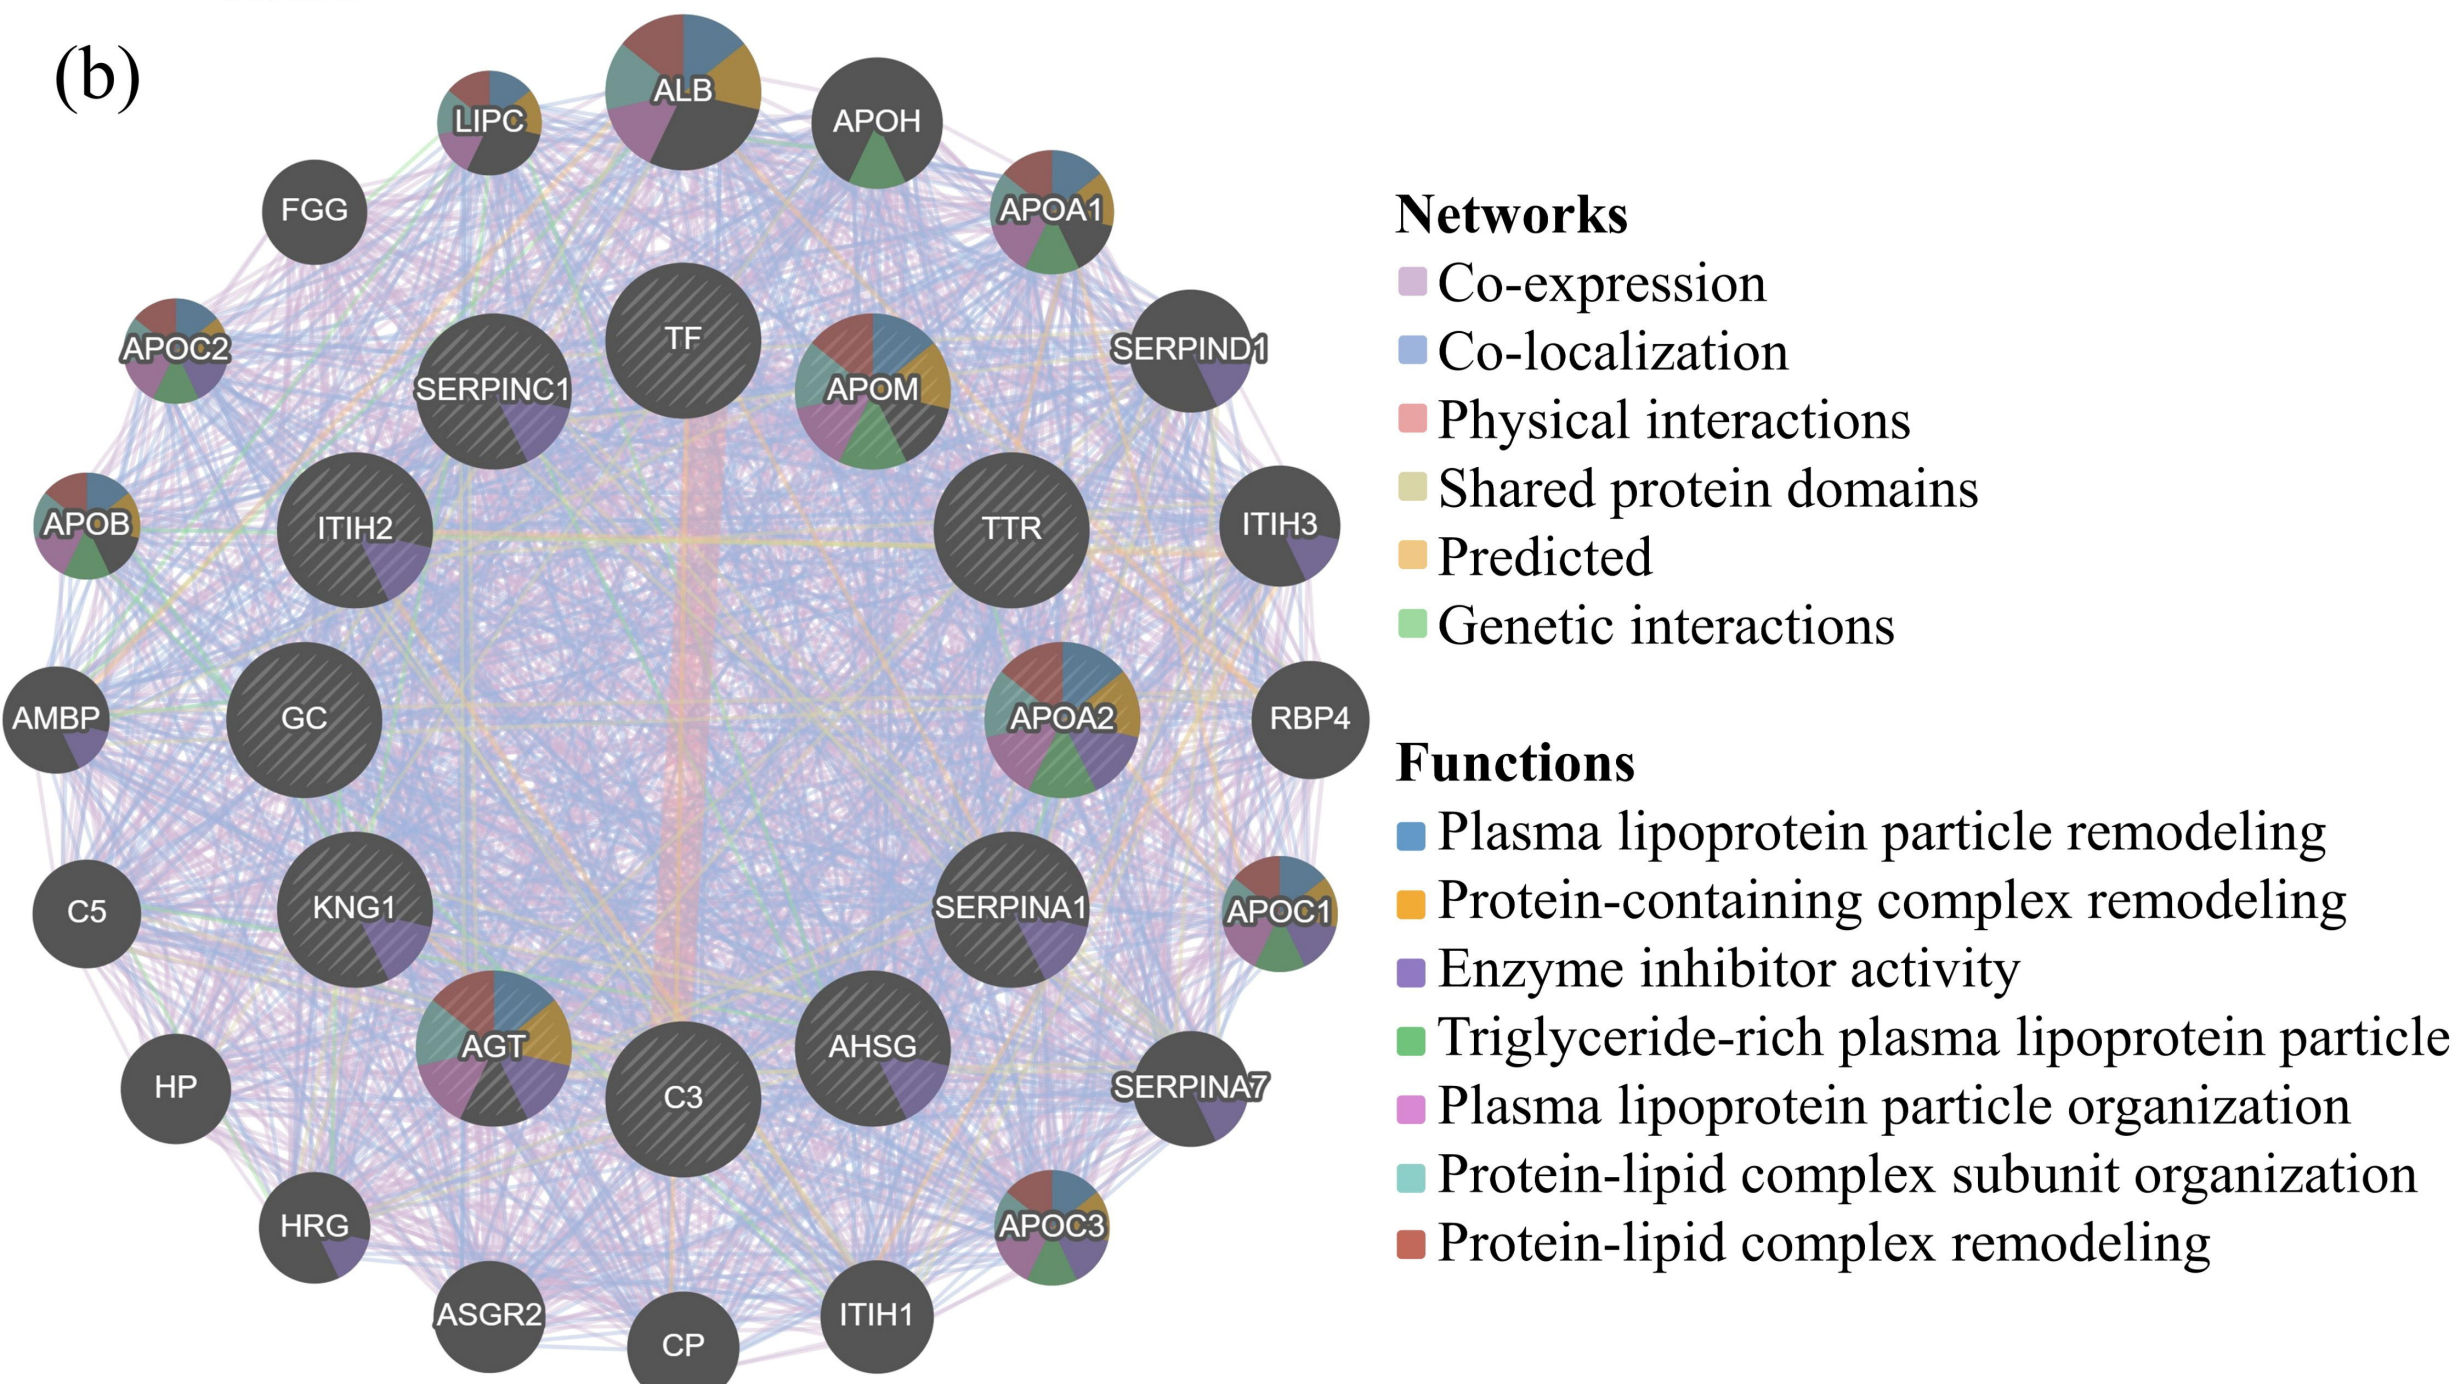 (b)
ALB
LIPC
APOH
APOA1
FGG
TF
SERPINC1
APOM
APOC2
SERPIND1
ITIH2
TTR
APOB
ITIH3
GC
APOA2
AMBP
RBP4
KNG1
SERPINA1
C5
APOC1
AGT
AHSG
C3
HP
SERPINA7
HRG
APOC3
ASGR2
ITIH1
CP
Networks
Co-expression
Co-localization
Physical interactions
Shared protein domains
Predicted
Genetic interactions
Functions
Plasma lipoprotein particle remodeling
Protein-containing complex remodeling
Enzyme inhibitor activity
Triglyceride-rich plasma lipoprotein particle
Plasma lipoprotein particle organization
Protein-lipid complex subunit organization
Protein-lipid complex remodeling